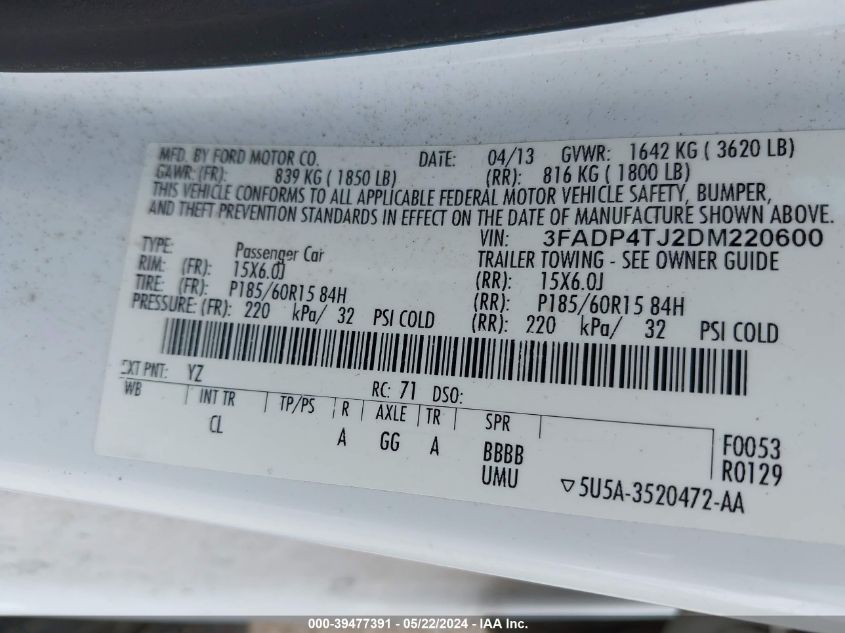 MFD. BY FORD MOTOR CO. DATE: 04/13 GVWR: 1642 KG ( 3620 LB)
GAWR: (FR): 839 KG ( 1850 LB) (RR): 816 KG ( 1800 LB)
THIS VEHICLE CONFORMS TO ALL APPLICABLE FEDERAL MOTOR VEHICLE SAFETY, BUMPER,
AND THEFT PREVENTION STANDARDS IN EFFECT ON THE DATE OF MANUFACTURE SHOWN ABOVE.
VIN: 3FADP4TJ2DM220600
TYPE: Passenger Car TRAILER TOWING - SEE OWNER GUIDE
RIM: (FR): 15X6.0J (RR): 15X6.0J
TIRE: (FR): P185/60R15 84H (RR): P185/60R15 84H
PRESSURE: (FR): 220 kPa/ 32 PSI COLD (RR): 220 kPa/ 32 PSI COLD
EXT PNT: YZ RC: 71 DSO:
WB INT TR TP/PS R AXLE TR SPR
CL A GG A BBBB F0053
UMU R0129
▽5U5A-3520472-AA
000-39477391 - 05/22/2024 - IAA Inc.